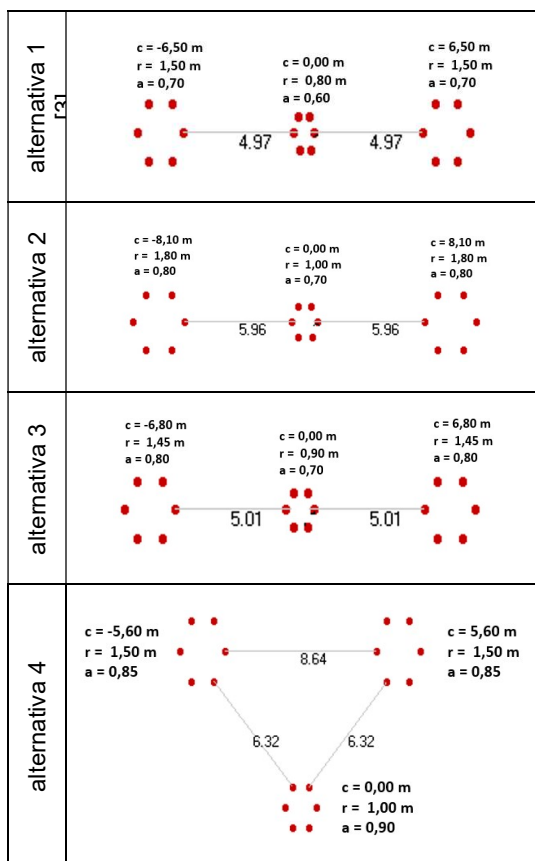 alternativa 1
[3]
c = -6,50 m
r = 1,50 m
a = 0,70
c = 0,00 m
r = 0,80 m
a = 0,60
c = 6,50 m
r = 1,50 m
a = 0,70
4.97
4.97
alternativa 2
c = -8,10 m
r = 1,80 m
a = 0,80
c = 0,00 m
r = 1,00 m
a = 0,70
c = 8,10 m
r = 1,80 m
a = 0,80
5.96
5.96
alternativa 3
c = -6,80 m
r = 1,45 m
a = 0,80
c = 0,00 m
r = 0,90 m
a = 0,70
c = 6,80 m
r = 1,45 m
a = 0,80
5.01
5.01
alternativa 4
c = -5,60 m
r = 1,50 m
a = 0,85
c = 5,60 m
r = 1,50 m
a = 0,85
8.64
6.32
6.32
c = 0,00 m
r = 1,00 m
a = 0,90